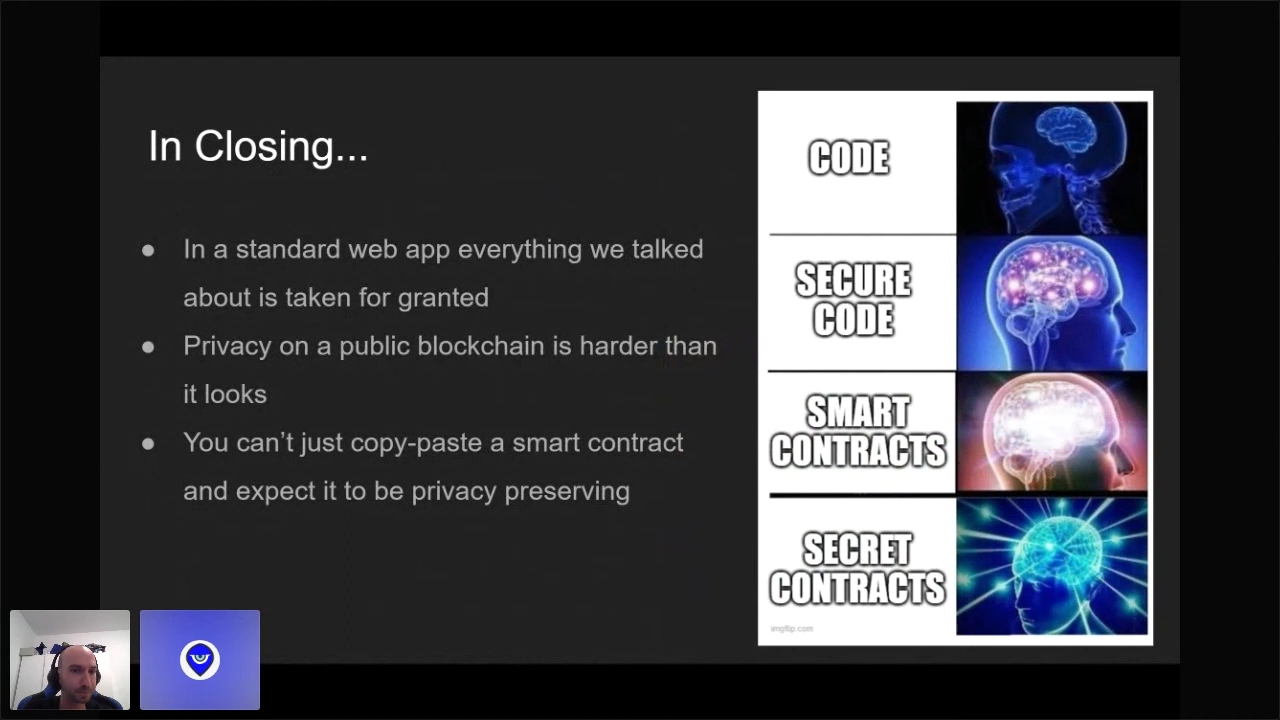 In Closing...
● In a standard web app everything we talked
about is taken for granted
● Privacy on a public blockchain is harder than
it looks
● You can’t just copy-paste a smart contract
and expect it to be privacy preserving
CODE
SECURE
CODE
SMART
CONTRACTS
SECRET
CONTRACTS
imgflip.com